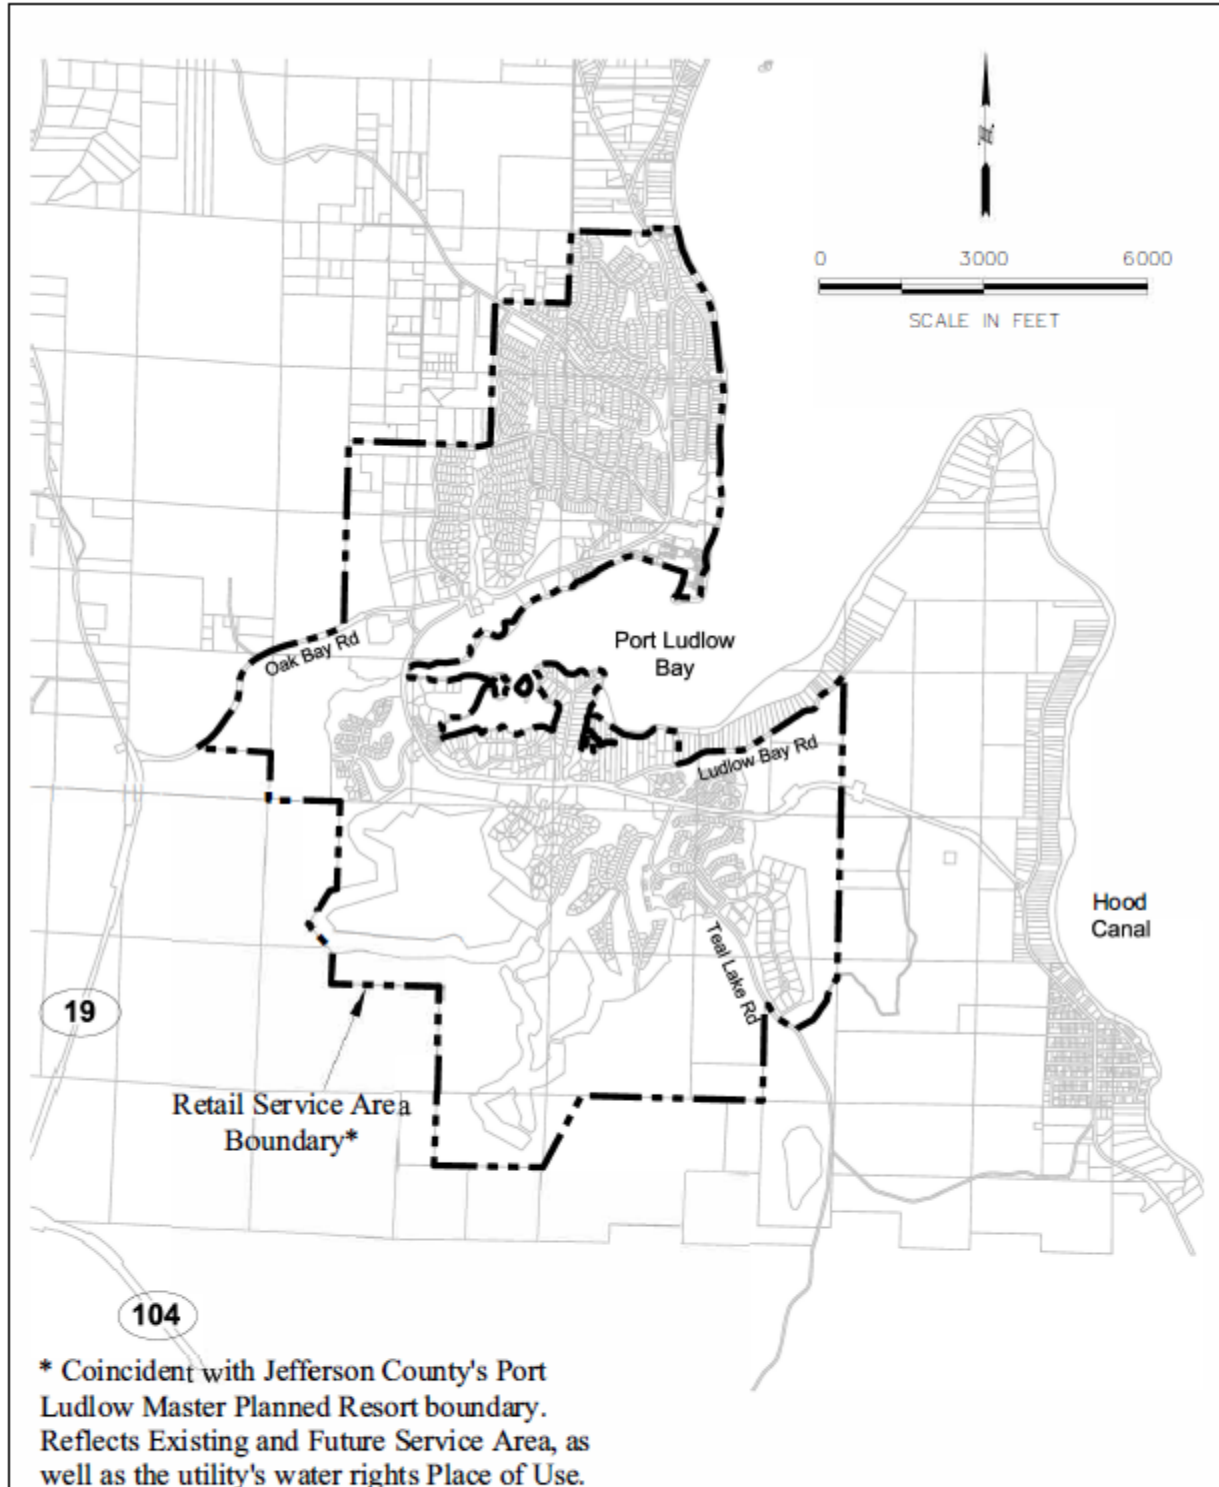 N
0 3000 6000
SCALE IN FEET
Oak Bay Rd
Port Ludlow
Bay
Ludlow Bay Rd
Hood
Canal
Teal Lake Rd
19
Retail Service Area
Boundary*
104
* Coincident with Jefferson County's Port
Ludlow Master Planned Resort boundary.
Reflects Existing and Future Service Area, as
well as the utility's water rights Place of Use.